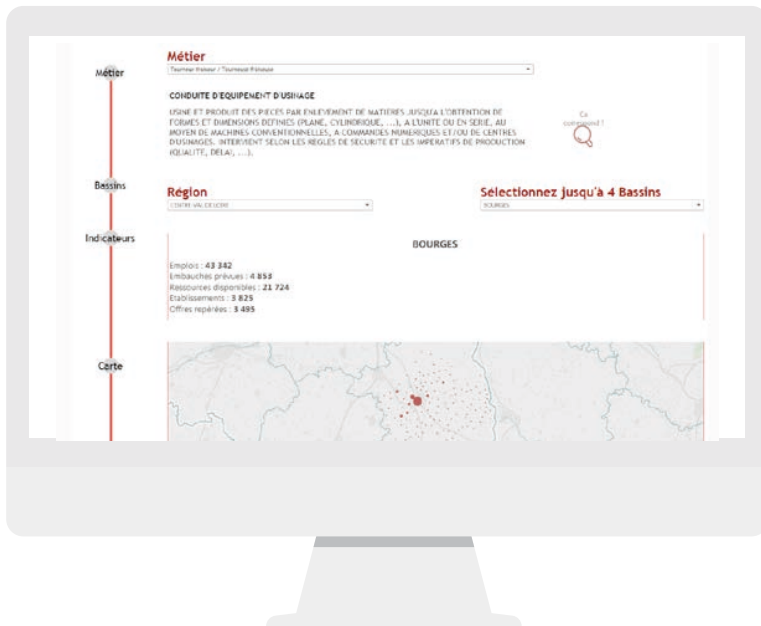 Métier
Métier
Tourneur fraiseur / Tourneuse fraiseuse
CONDUITE D'EQUIPEMENT D'USINAGE
USINE ET PRODUIT DES PIECES PAR ENLEVEMENT DE MATIERES JUSQU'A L'OBTENTION DE
FORMES ET DIMENSIONS DEFINIES (PLANE, CYLINDRIQUE, ...), A L'UNITE OU EN SERIE, AU
MOYEN DE MACHINES CONVENTIONNELLES, A COMMANDES NUMERIQUES ET/OU DE CENTRES
D'USINAGES. INTERVIENT SELON LES REGLES DE SECURITE ET LES IMPERATIFS DE PRODUCTION
(QUALITE, DELAI, ...).
Ca
correspond !
Bassins
Région
CENTRE-VAL DE LOIRE
Sélectionnez jusqu'à 4 Bassins
BOURGES
Indicateurs
BOURGES
Emplois : 43 342
Embauches prévues : 4 853
Ressources disponibles : 21 724
Etablissements : 3 825
Offres repérées : 3 495
Carte